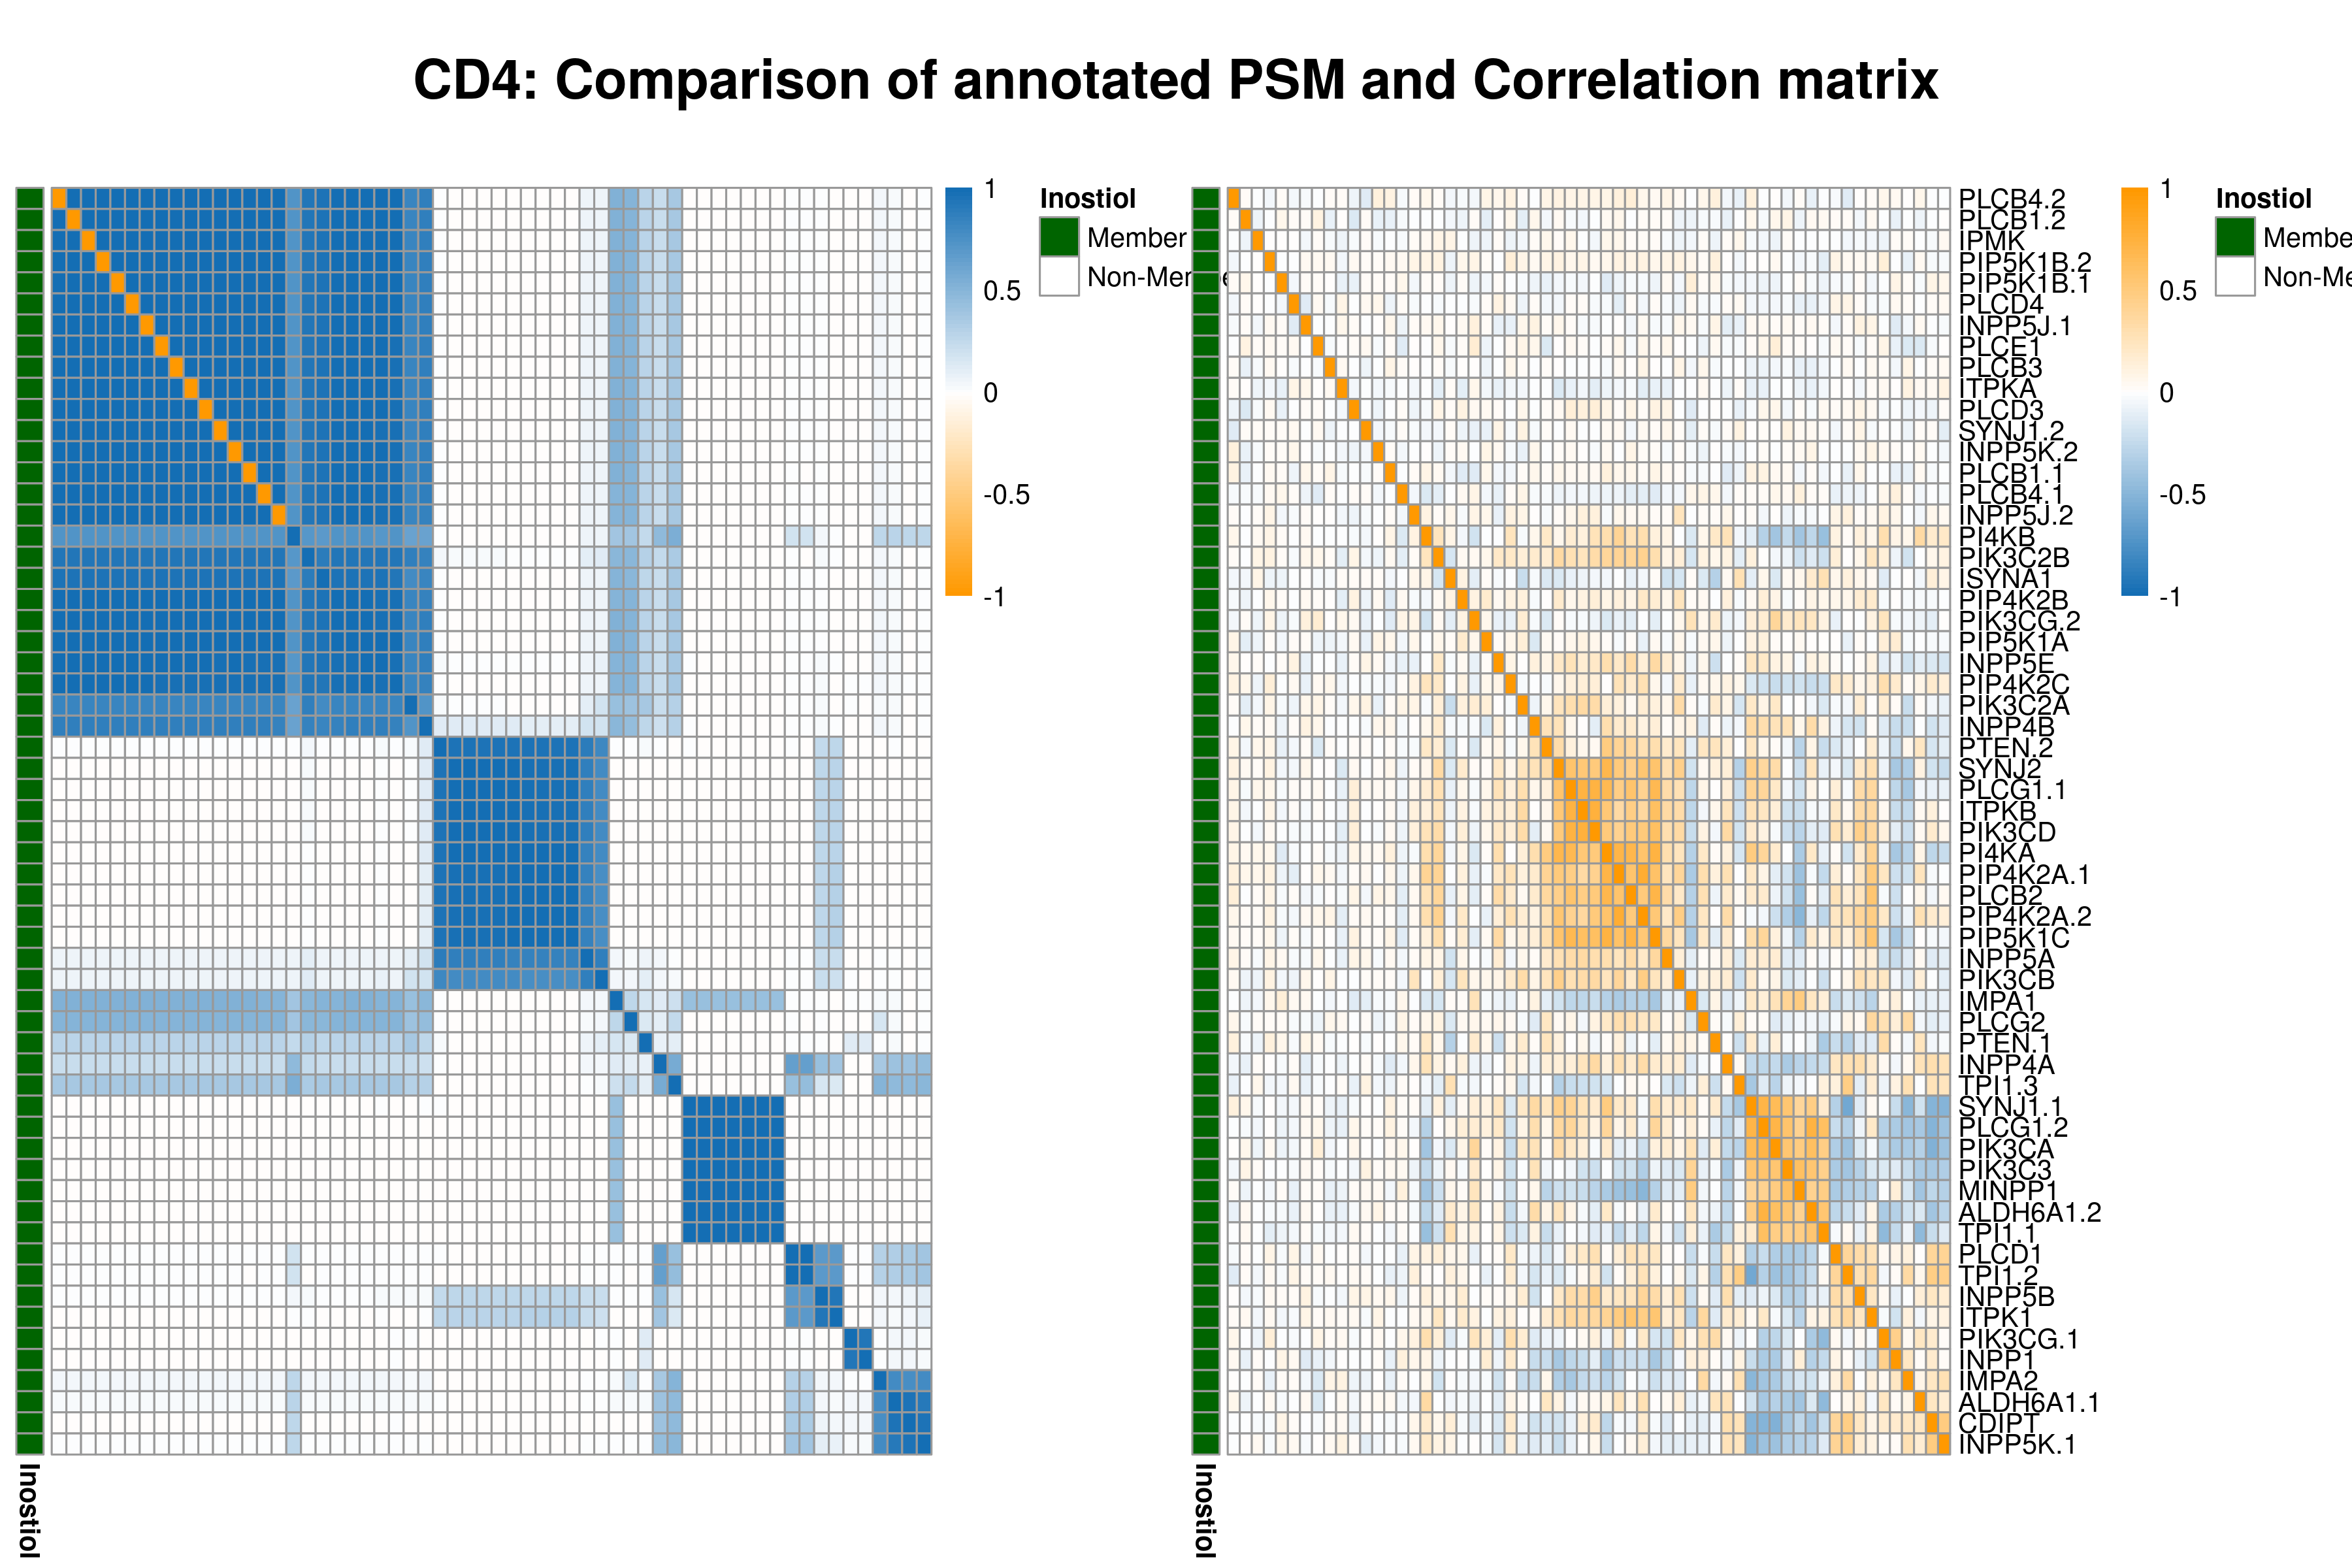 CD4: Comparison of annotated PSM and Correlation matrix
1
0.5
0
-0.5
-1
Inostiol
Member
Non-Member
Inostiol
1
0.5
0
-0.5
-1
Inostiol
Membe
Non-Me
Inostiol
PLCB4.2
PLCB1.2
IPMK
PIP5K1B.2
PIP5K1B.1
PLCD4
INPP5J.1
PLCE1
PLCB3
ITPKA
PLCD3
SYNJ1.2
INPP5K.2
PLCB1.1
PLCB4.1
INPP5J.2
PI4KB
PIK3C2B
ISYNA1
PIP4K2B
PIK3CG.2
PIP5K1A
INPP5E
PIP4K2C
PIK3C2A
INPP4B
PTEN.2
SYNJ2
PLCG1.1
ITPKB
PIK3CD
PI4KA
PIP4K2A.1
PLCB2
PIP4K2A.2
PIP5K1C
INPP5A
PIK3CB
IMPA1
PLCG2
PTEN.1
INPP4A
TPI1.3
SYNJ1.1
PLCG1.2
PIK3CA
PIK3C3
MINPP1
ALDH6A1.2
TPI1.1
PLCD1
TPI1.2
INPP5B
ITPK1
PIK3CG.1
INPP1
IMPA2
ALDH6A1.1
CDIPT
INPP5K.1